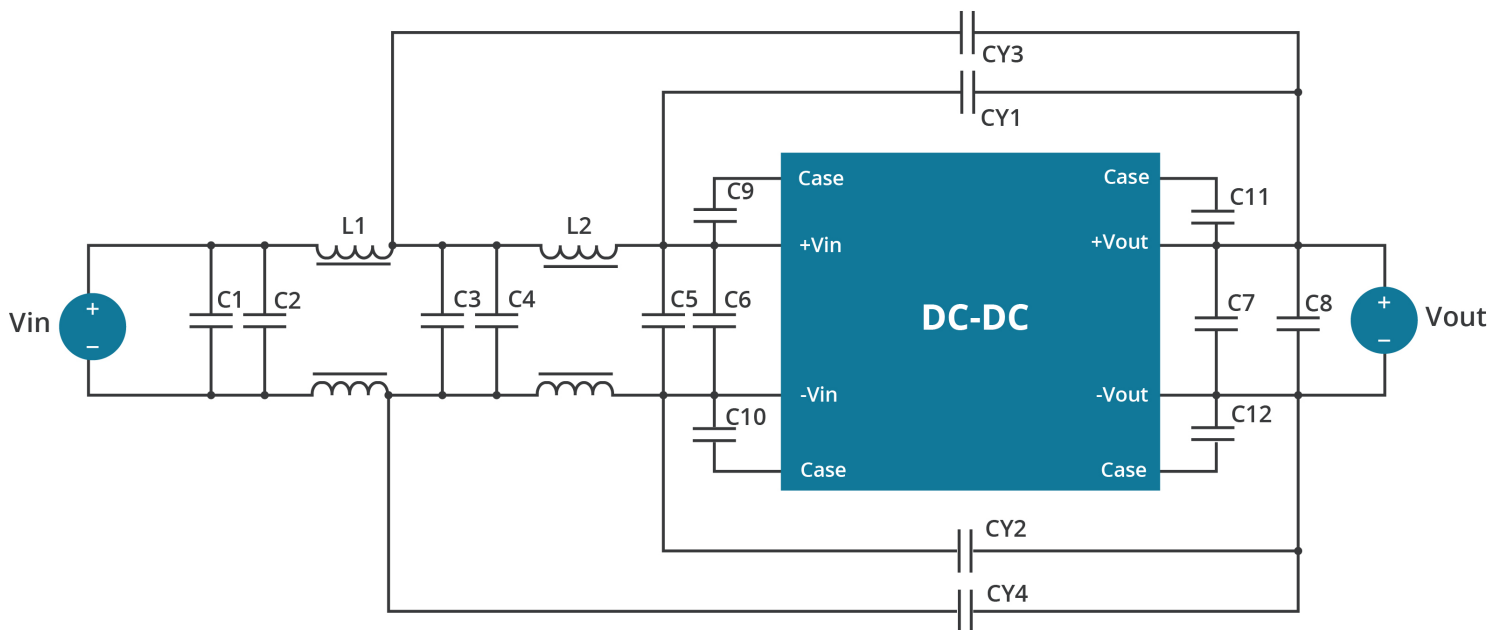 CY3
CY1
Case
Case
C9
C11
L1
L2
+Vin
+Vout
C1
C2
C3
C4
C5
C6
DC-DC
C7
C8
Vin
+
−
+
−
Vout
-Vin
-Vout
C10
C12
Case
Case
CY2
CY4